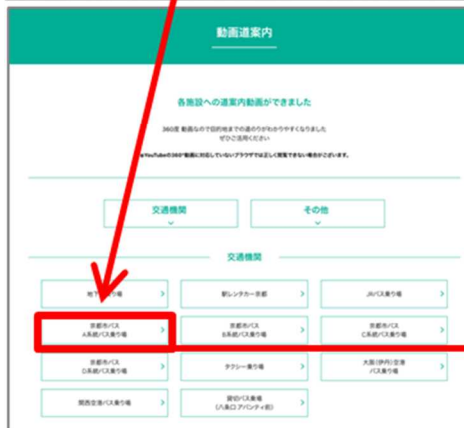 動画道案内
各施設への道案内動画ができました
360度 動画なので目的地までの道のりがわかりやすくなりました
ぜひご活用ください
YouTubeの360°動画に対応していないブラウザでは正しく閲覧できない場合がございます。
交通機関
その他
交通機関
地下
り場
駅レンタカー京都
JRバス乗り場
京都市バス
A系統バス乗り場
京都市バス
B系統バス乗り場
京都市バス
C系統バス乗り場
京都市バス
D系統バス乗り場
タクシー乗り場
大阪(伊丹)空港
バス乗り場
関西空港バス乗り場
貸切バス乗場
(八条口 アバンティ前)